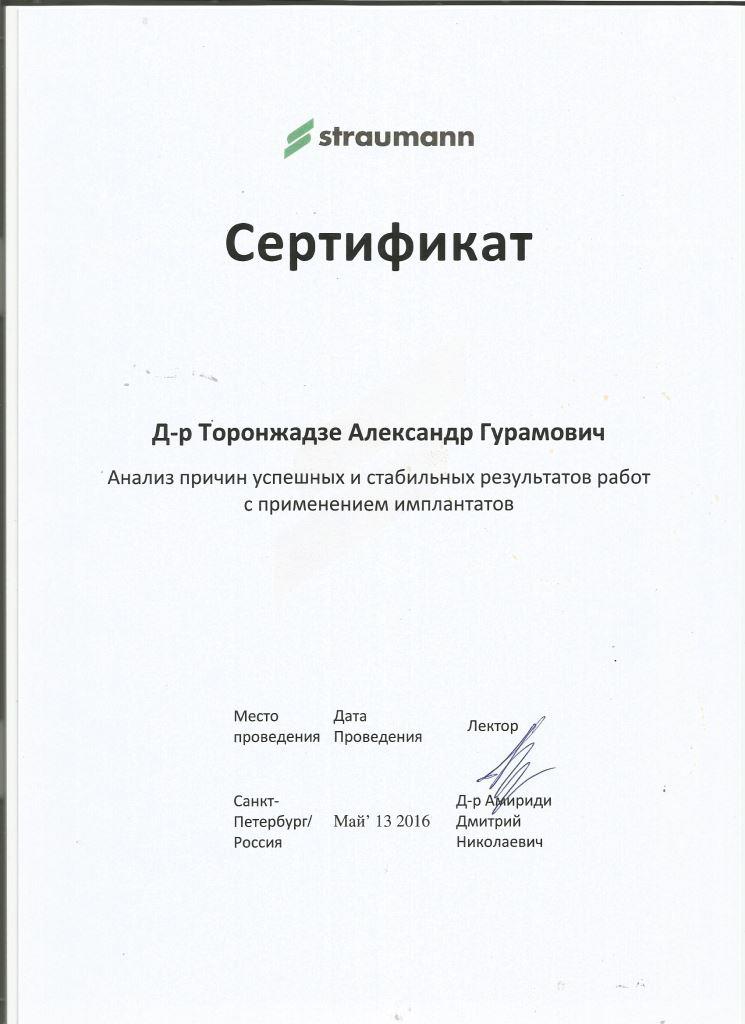 straumann
Сертификат
Д-р Торонжадзе Александр Гурамович
Анализ причин успешных и стабильных результатов работ
с применением имплантатов
Место
проведения
Дата
Проведения
Лектор
Санкт-
Петербург/
Россия
Май' 13 2016
Д-р Амириди
Дмитрий
Николаевич